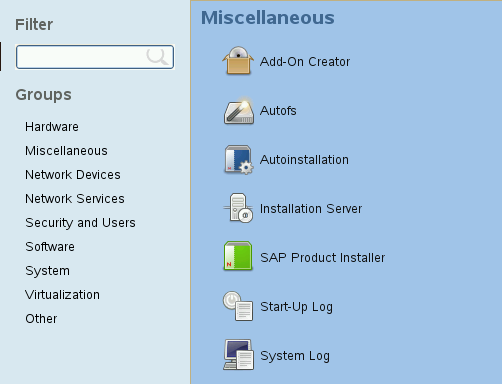 Filter
Groups
Hardware
Miscellaneous
Network Devices
Network Services
Security and Users
Software
System
Virtualization
Other
Miscellaneous
Add-On Creator
Autofs
Autoinstallation
Installation Server
SAP Product Installer
Start-Up Log
System Log